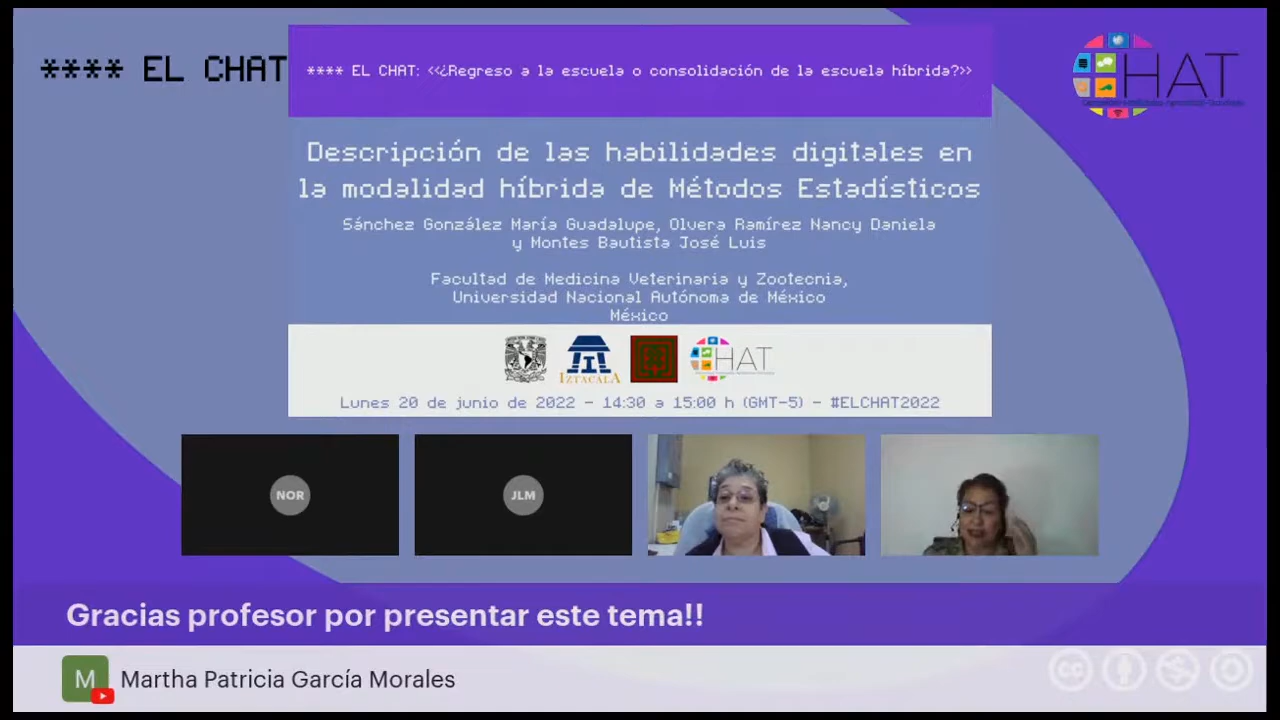 **** EL CHAT
**** EL CHAT: <<¿Regreso a la escuela o consolidación de la escuela híbrida?>>
HAT
Descripción de las habilidades digitales en
la modalidad híbrida de Métodos Estadísticos
Sánchez González María Guadalupe, Olvera Ramírez Nancy Daniela
y Montes Bautista José Luis
Facultad de Medicina Veterinaria y Zootecnia,
Universidad Nacional Autónoma de México
México
IZTACALA
HAT
Lunes 20 de junio de 2022 - 14:30 a 15:00 h (GMT-5) - #ELCHAT2022
NOR
JLM
Gracias profesor por presentar este tema!!
M
Martha Patricia García Morales
cc